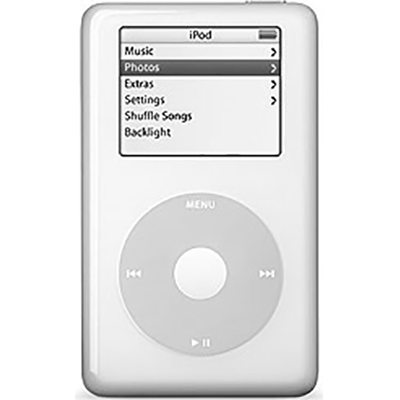 iPod
Music
Photos
Extras
Settings
Shuffle Songs
Backlight
MENU